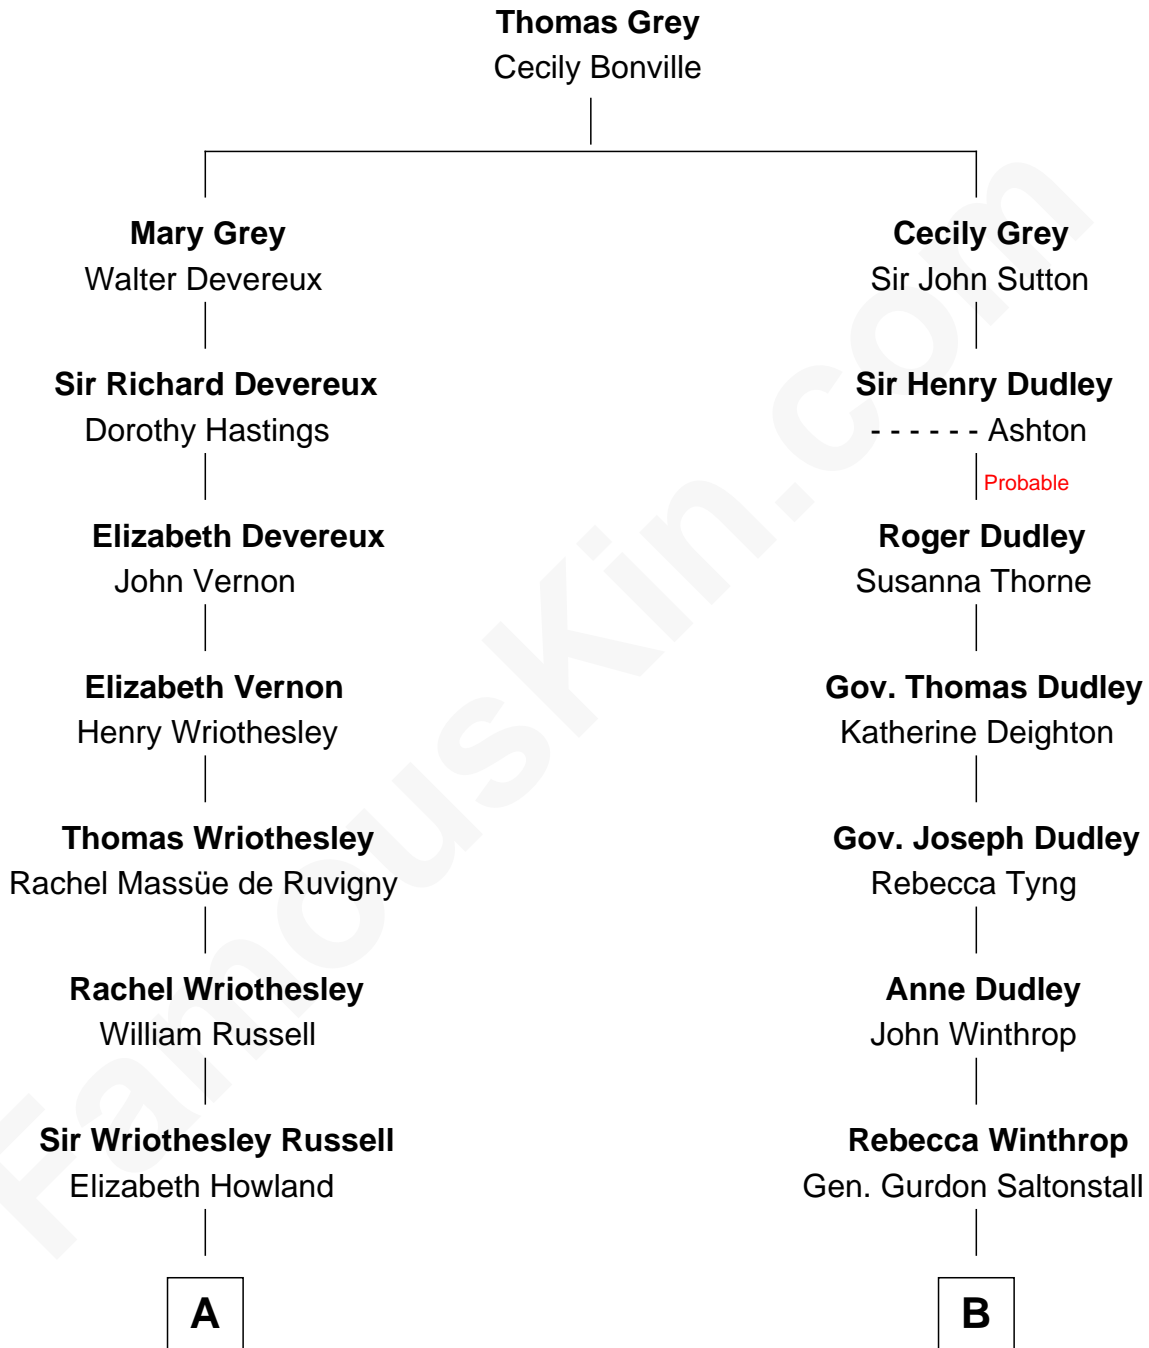 Thomas Grey
Cecily Bonville
Mary Grey
Walter Devereux
Cecily Grey
Sir John Sutton
Sir Richard Devereux
Dorothy Hastings
Sir Henry Dudley
- - - - - - Ashton
Probable
Elizabeth Devereux
John Vernon
Roger Dudley
Susanna Thorne
Elizabeth Vernon
Henry Wriothesley
Gov. Thomas Dudley
Katherine Deighton
Thomas Wriothesley
Rachel Massüe de Ruvigny
Gov. Joseph Dudley
Rebecca Tyng
Rachel Wriothesley
William Russell
Anne Dudley
John Winthrop
Sir Wriothesley Russell
Elizabeth Howland
Rebecca Winthrop
Gen. Gurdon Saltonstall
A
B
FamousKin.com